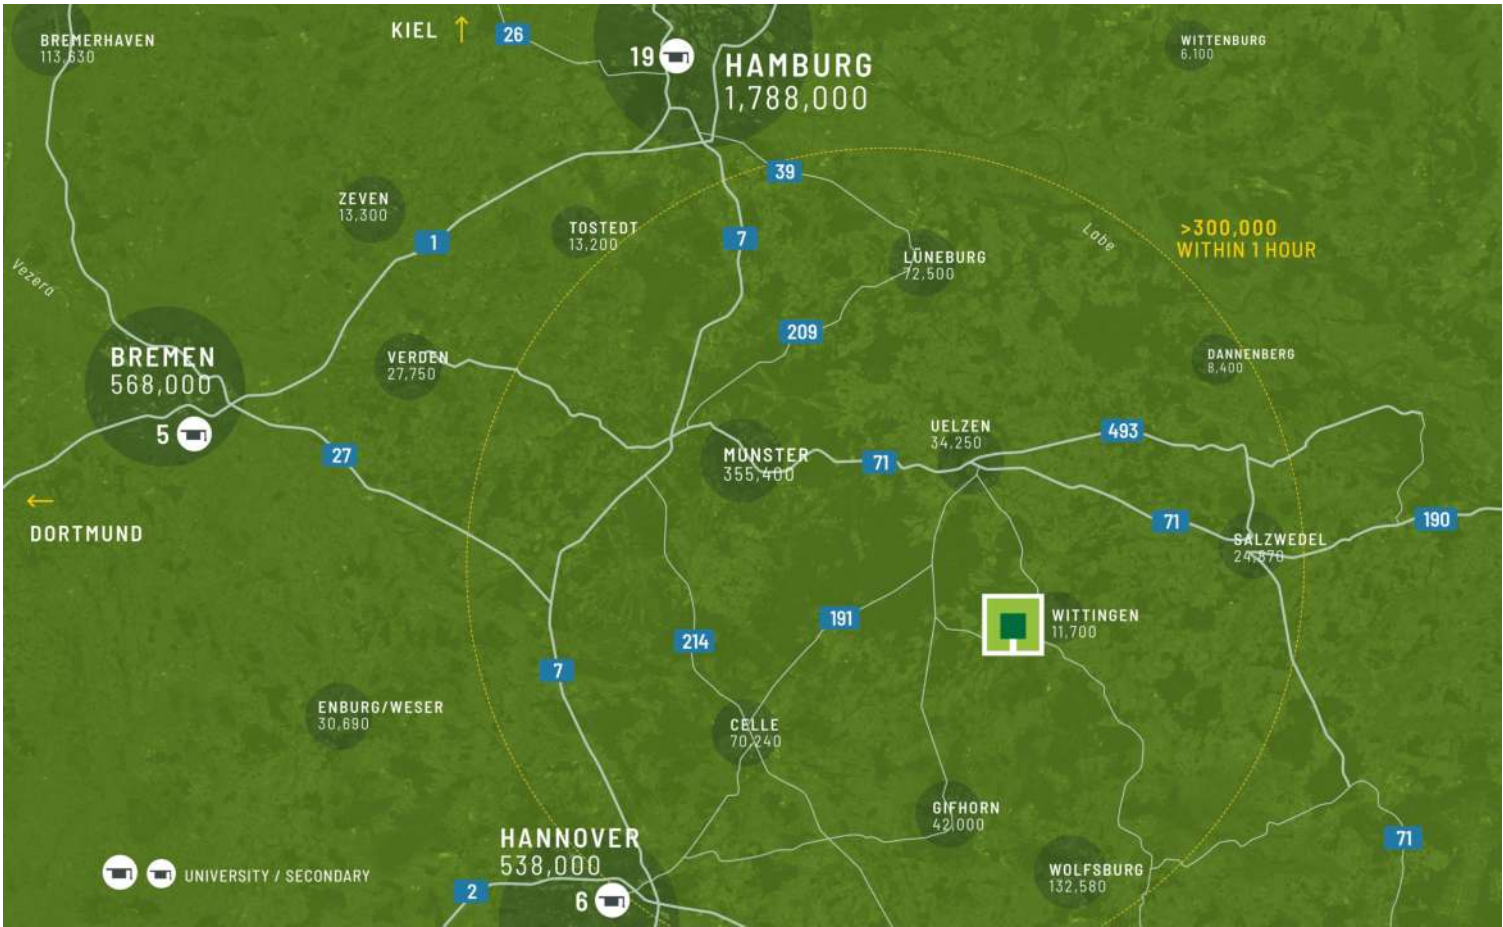 BREMERHAVEN
113,630
KIEL ↑
26
19
HAMBURG
1,788,000
WITTENBURG
6,100
39
ZEVEN
13,300
TOSTEDT
13,200
1
7
Labe
>300,000
WITHIN 1 HOUR
LÜNEBURG
72,500
Vezera
209
BREMEN
568,000
5
VERDEN
27,750
DANNENBERG
8,400
27
MUNSTER
355,400
71
UELZEN
34,250
493
←
DORTMUND
71
190
SALZWEDEL
24,870
191
WITTINGEN
11,700
214
7
ENBURG/WESER
30,690
CELLE
70,240
GIFHORN
42,000
HANNOVER
538,000
6
2
WOLFSBURG
132,580
71
UNIVERSITY / SECONDARY